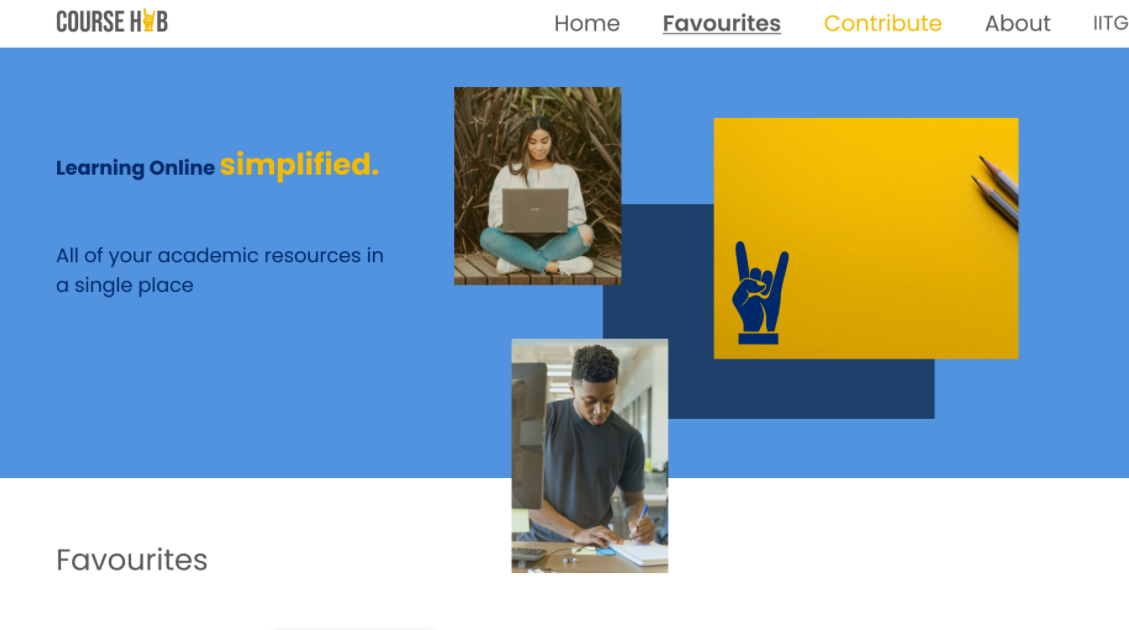 COURSE HUB
Home Favourites Contribute About IITG
Learning Online simplified.
All of your academic resources in
a single place
Favourites